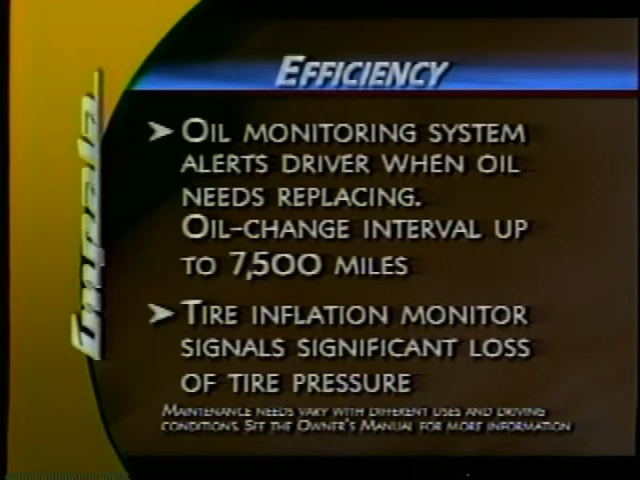 EFFICIENCY
Impala
➤ OIL MONITORING SYSTEM
ALERTS DRIVER WHEN OIL
NEEDS REPLACING.
OIL-CHANGE INTERVAL UP
TO 7,500 MILES
➤ TIRE INFLATION MONITOR
SIGNALS SIGNIFICANT LOSS
OF TIRE PRESSURE
MAINTENANCE NEEDS VARY WITH DIFFERENT USES AND DRIVING
CONDITIONS. SEE THE OWNER'S MANUAL FOR MORE INFORMATION